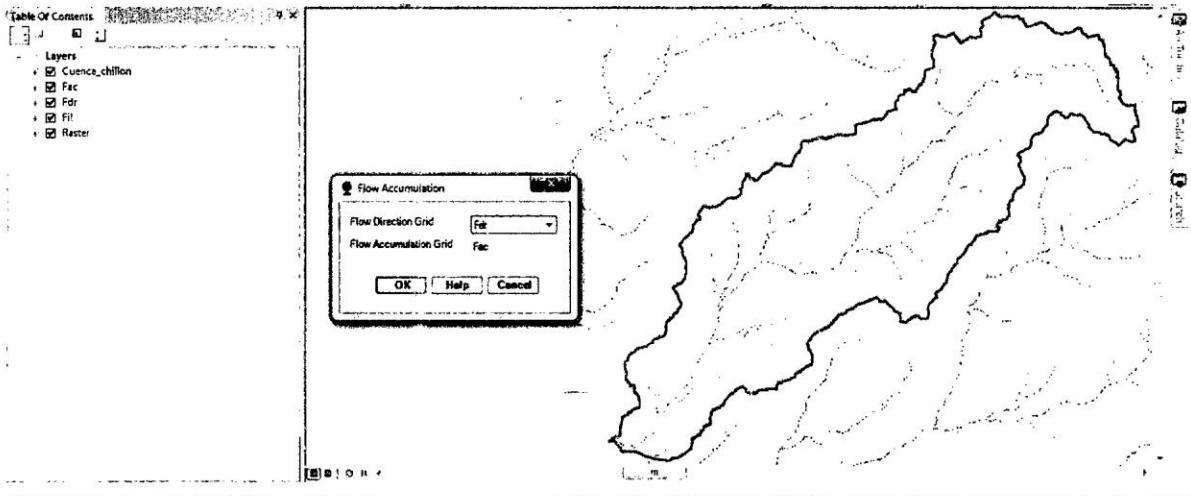 Table Of Contents
Layers
Cuenca_chillon
Fac
Fdr
Fil
Raster
Flow Accumulation
Flow Direction Grid
Fdr
Flow Accumulation Grid
Fac
OK
Help
Cancel